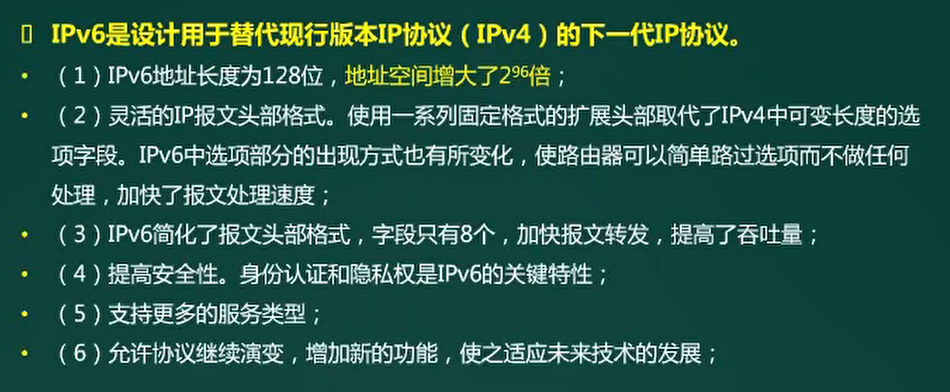 IPv6是设计用于替代现行版本IP协议（IPv4）的下一代IP协议。
• （1）IPv6地址长度为128位，地址空间增大了2⁹⁶倍；
• （2）灵活的IP报文头部格式。使用一系列固定格式的扩展头部取代了IPv4中可变长度的选
项字段。IPv6中选项部分的出现方式也有所变化，使路由器可以简单路过选项而不做任何
处理，加快了报文处理速度；
• （3）IPv6简化了报文头部格式，字段只有8个，加快报文转发，提高了吞吐量；
• （4）提高安全性。身份认证和隐私权是IPv6的关键特性；
• （5）支持更多的服务类型；
• （6）允许协议继续演变，增加新的功能，使之适应未来技术的发展；